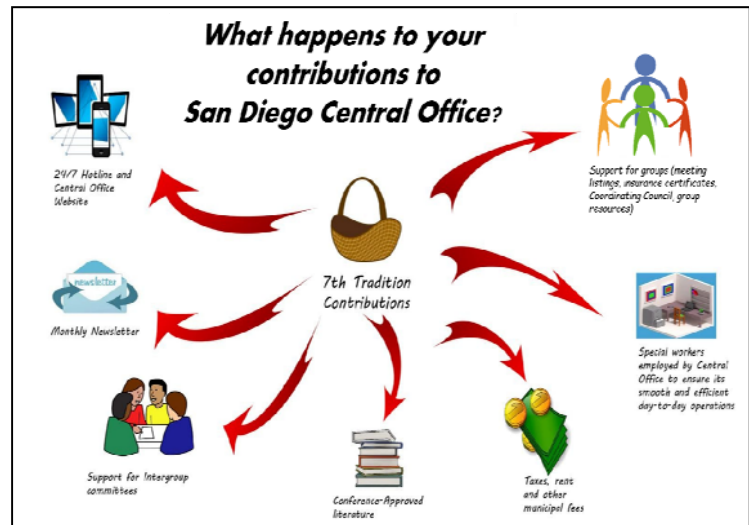 What happens to your
contributions to
San Diego Central Office?
24/7 Hotline and
Central Office
Website
Support for groups (meeting
listings, insurance certificates,
Coordinating Council, group
resources)
7th Tradition
Contributions
newsletter
Monthly Newsletter
Special workers
employed by Central
Office to ensure its
smooth and efficient
day-to-day operations
Support for Intergroup
committees
Conference-Approved
literature
Taxes, rent
and other
municipal fees